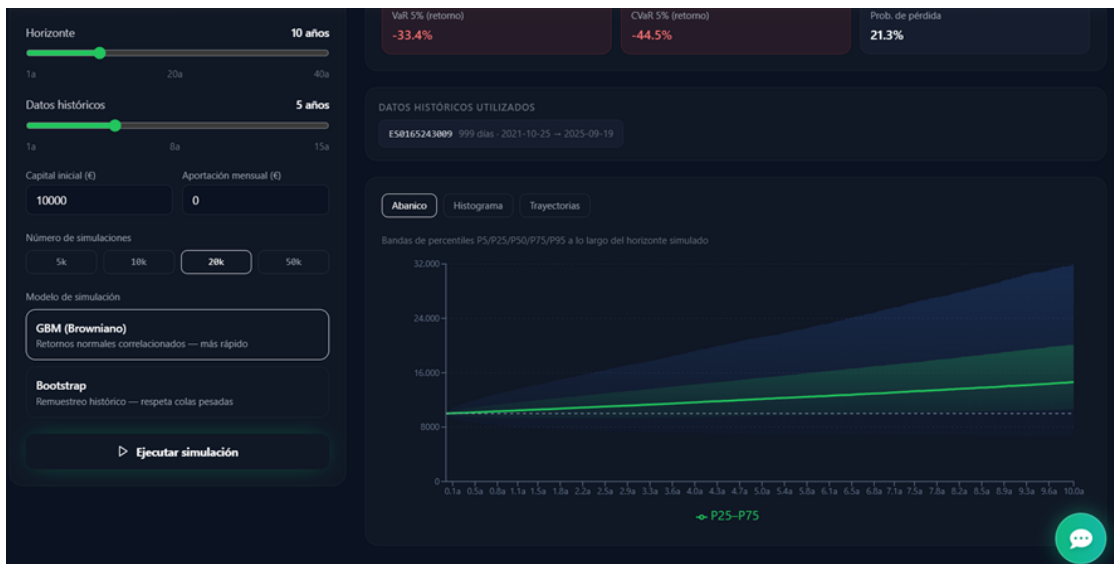 Horizonte 10 años
1a 20a 40a
Datos históricos 5 años
1a 8a 15a
Capital inicial (€) Aportación mensual (€)
10000 0
Número de simulaciones
5k 10k 20k 50k
Modelo de simulación
GBM (Browniano)
Retornos normales correlacionados — más rápido
Bootstrap
Remuestreo histórico — respeta colas pesadas
Ejecutar simulación
VaR 5% (retorno) CVaR 5% (retorno) Prob. de pérdida
-33.4% -44.5% 21.3%
DATOS HISTÓRICOS UTILIZADOS
ES0165243009 999 días · 2021-10-25 → 2025-09-19
Abanico Histograma Trayectorias
Bandas de percentiles P5/P25/P50/P75/P95 a lo largo del horizonte simulado
32.000
24.000
16.000
8000
0
0.1a 0.5a 0.8a 1.1a 1.5a 1.8a 2.2a 2.5a 2.9a 3.3a 3.6a 4.0a 4.3a 4.7a 5.0a 5.4a 5.8a 6.1a 6.5a 6.8a 7.1a 7.5a 7.8a 8.2a 8.5a 8.9a 9.3a 9.6a 10.0a
P25–P75